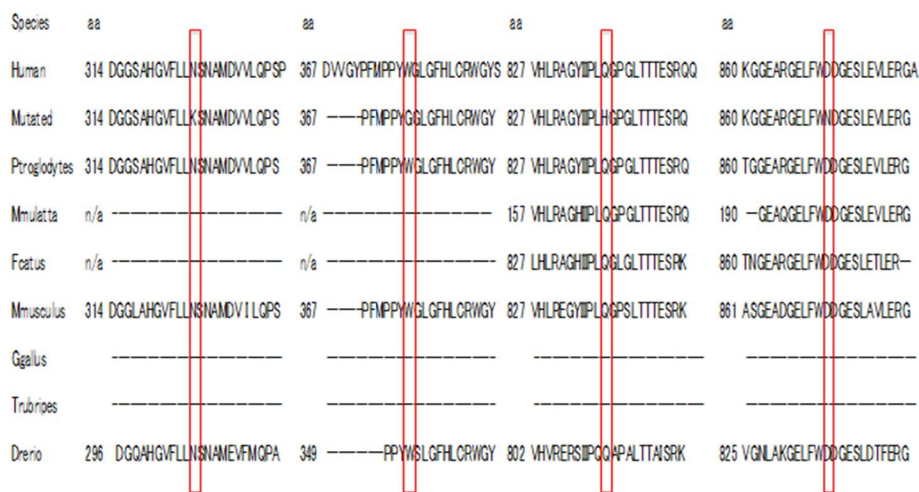 Species aa aa aa aa
Human 314 DGGSAHGVFLLNSNAMDVVLQPSP 367 DVVGYPFMPPYWGLGFHLCRWGYS 827 VHLRAGYIIPLQGPGLTTTESRQQ 860 KGGEARGELFWDDGESLEVLERGA
Mutated 314 DGGSAHGVFLLKSNAMDVVLQPS 367 ----PFMPPYGGLGFHLCRWGY 827 VHLRAGYIIPLHGPGLTTTESRQ 860 KGGEARGELFWNDGESLEVLERG
Ptroglodytes 314 DGGSAHGVFLLNSNAMDVVLQPS 367 ----PFMPPYWGLGFHLCRWGY 827 VHLRAGYIIPLQGPGLTTTESRQ 860 TGGEARGELFWDDGESLEVLERG
Mmulatta n/a ---------------------- n/a ---------------------- 157 VHLRAGHIIPLQGPGLTTTESRQ 190 -GEAQGELFWDDGESLEVLERG
Fcatus n/a ---------------------- n/a ---------------------- 827 LHLRAGHIIPLQGLGLTTTESRK 860 TNGEARGELFWDDGESLETLER-
Mmusculus 314 DGGLAHGVFLLNSNAMDVILQPS 367 ----PFMPPYWGLGFHLCRWGY 827 VHLREGYIIPLQGPSLTTTESRK 861 ASGEADGELFWDDGESLAVLERG
Ggallus ---------------------- ---------------------- ---------------------- ----------------------
Trubripes ---------------------- ---------------------- ---------------------- ----------------------
Drerio 296 DGQAHGVFLLNSNAMEVFMQPA 349 -------PPYWSLGFHLCRWGY 802 VHVRERSIIPQQAPALTTAISRK 825 VGNLAKGELFWDDGESLDTFERG